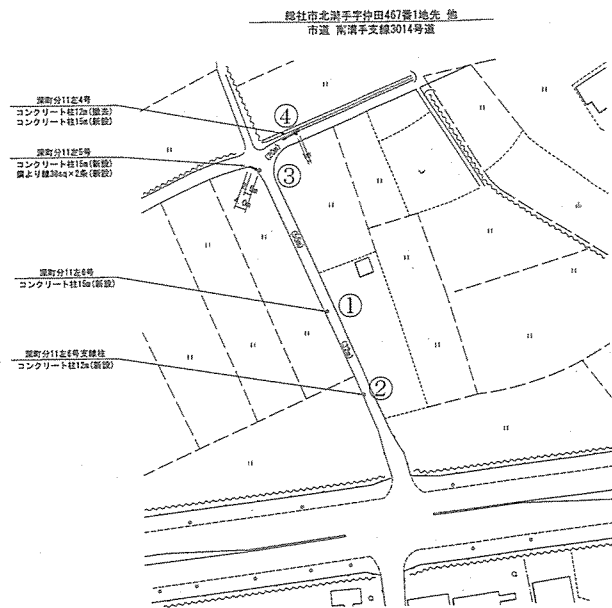 総社市北溝手字狩田467番1地先 他
市道 南溝手支線3014号道
深町分11左4号
コンクリート柱12m(撤去)
コンクリート柱15m(新設)
④
(30m)
深町分11左5号
コンクリート柱15m(新設)
鋼より線38sq×2条(新設)
③
深町分11左6号
コンクリート柱15m(新設)
①
深町分11左6号支線柱
コンクリート柱12m(新設)
②